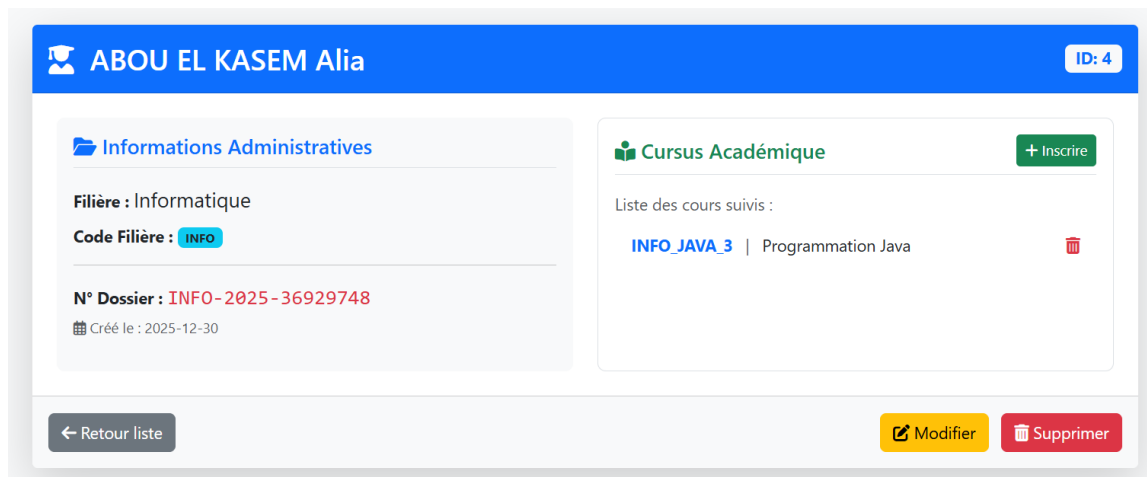 ABOU EL KASEM Alia
ID: 4
Informations Administratives
Filière : Informatique
Code Filière : INFO
N° Dossier : INFO-2025-36929748
Créé le : 2025-12-30
Cursus Académique
+ Inscrire
Liste des cours suivis :
INFO_JAVA_3 | Programmation Java
← Retour liste
Modifier
Supprimer